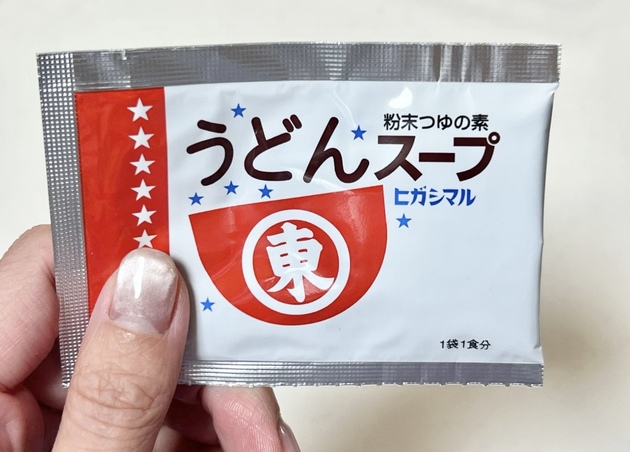 粉末つゆの素
うどんスープ
ヒガシマル
東
1袋1食分